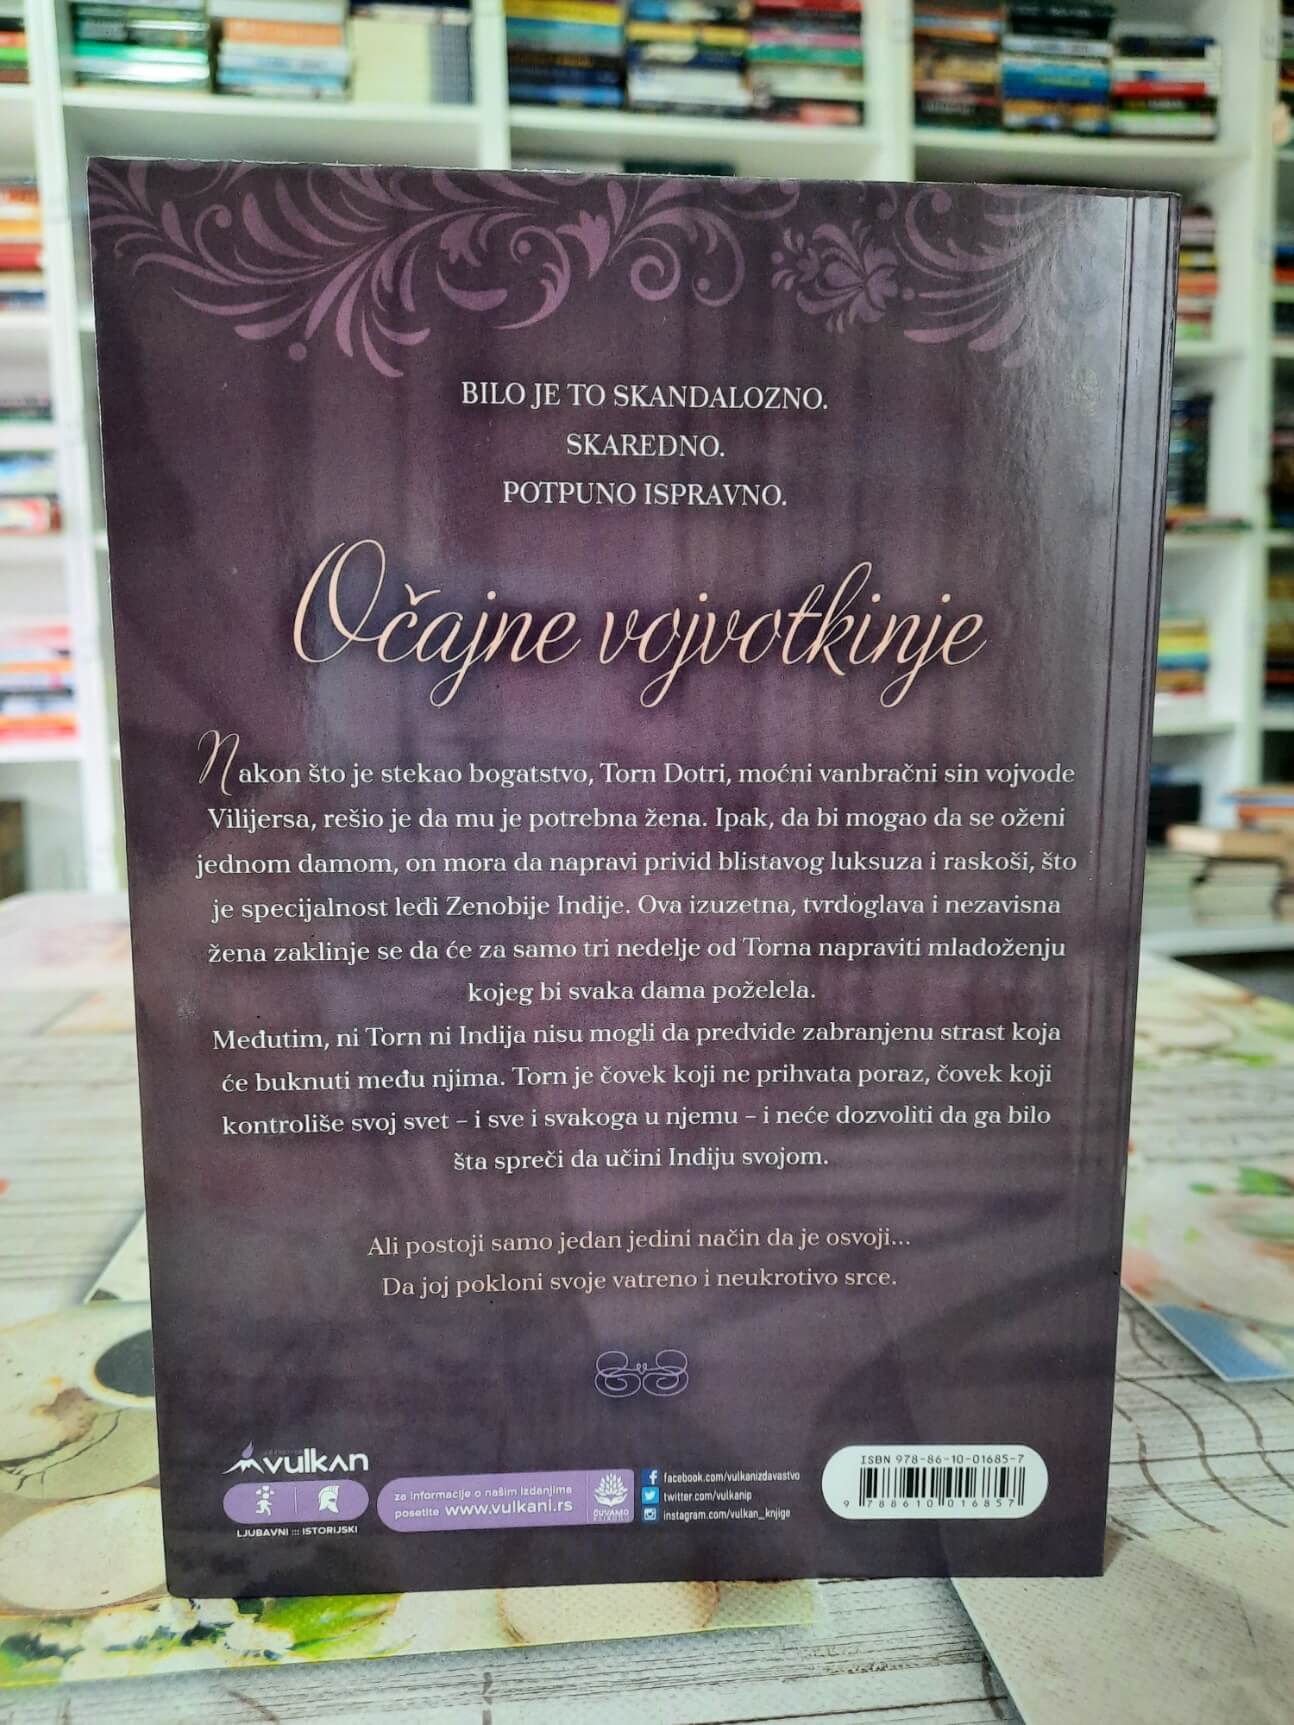 BILO JE TO SKANDALOZNO.
SKAREDNO.
POTPUNO ISPRAVNO.
Očajne vojvotkinje
Nakon što je stekao bogatstvo, Torn Dotri, moćni vanbračni sin vojvode
Vilijersa, rešio je da mu je potrebna žena. Ipak, da bi mogao da se oženi
jednom damom, on mora da napravi privid blistavog luksuza i raskoši, što
je specijalnost ledi Zenobije Indije. Ova izuzetna, tvrdoglava i nezavisna
žena zaklinje se da će za samo tri nedelje od Torna napraviti mladoženju
kojeg bi svaka dama poželela.
Međutim, ni Torn ni Indija nisu mogli da predvide zabranjenu strast koja
će buknuti među njima. Torn je čovek koji ne prihvata poraz, čovek koji
kontroliše svoj svet – i sve i svakoga u njemu – i neće dozvoliti da ga bilo
šta spreči da učini Indiju svojom.
Ali postoji samo jedan jedini način da je osvoji...
Da joj pokloni svoje vatreno i neukrotivo srce.
vulkan
LJUBAVNI ::: ISTORIJSKI
za informacije o našim izdanjima
posetite www.vulkani.rs
ČUVAMO
PRIRODU
facebook.com/vulkanizdavastvo
twitter.com/vulkanip
instagram.com/vulkan_knjige
ISBN 978-86-10-01685-7
9 788610 016857